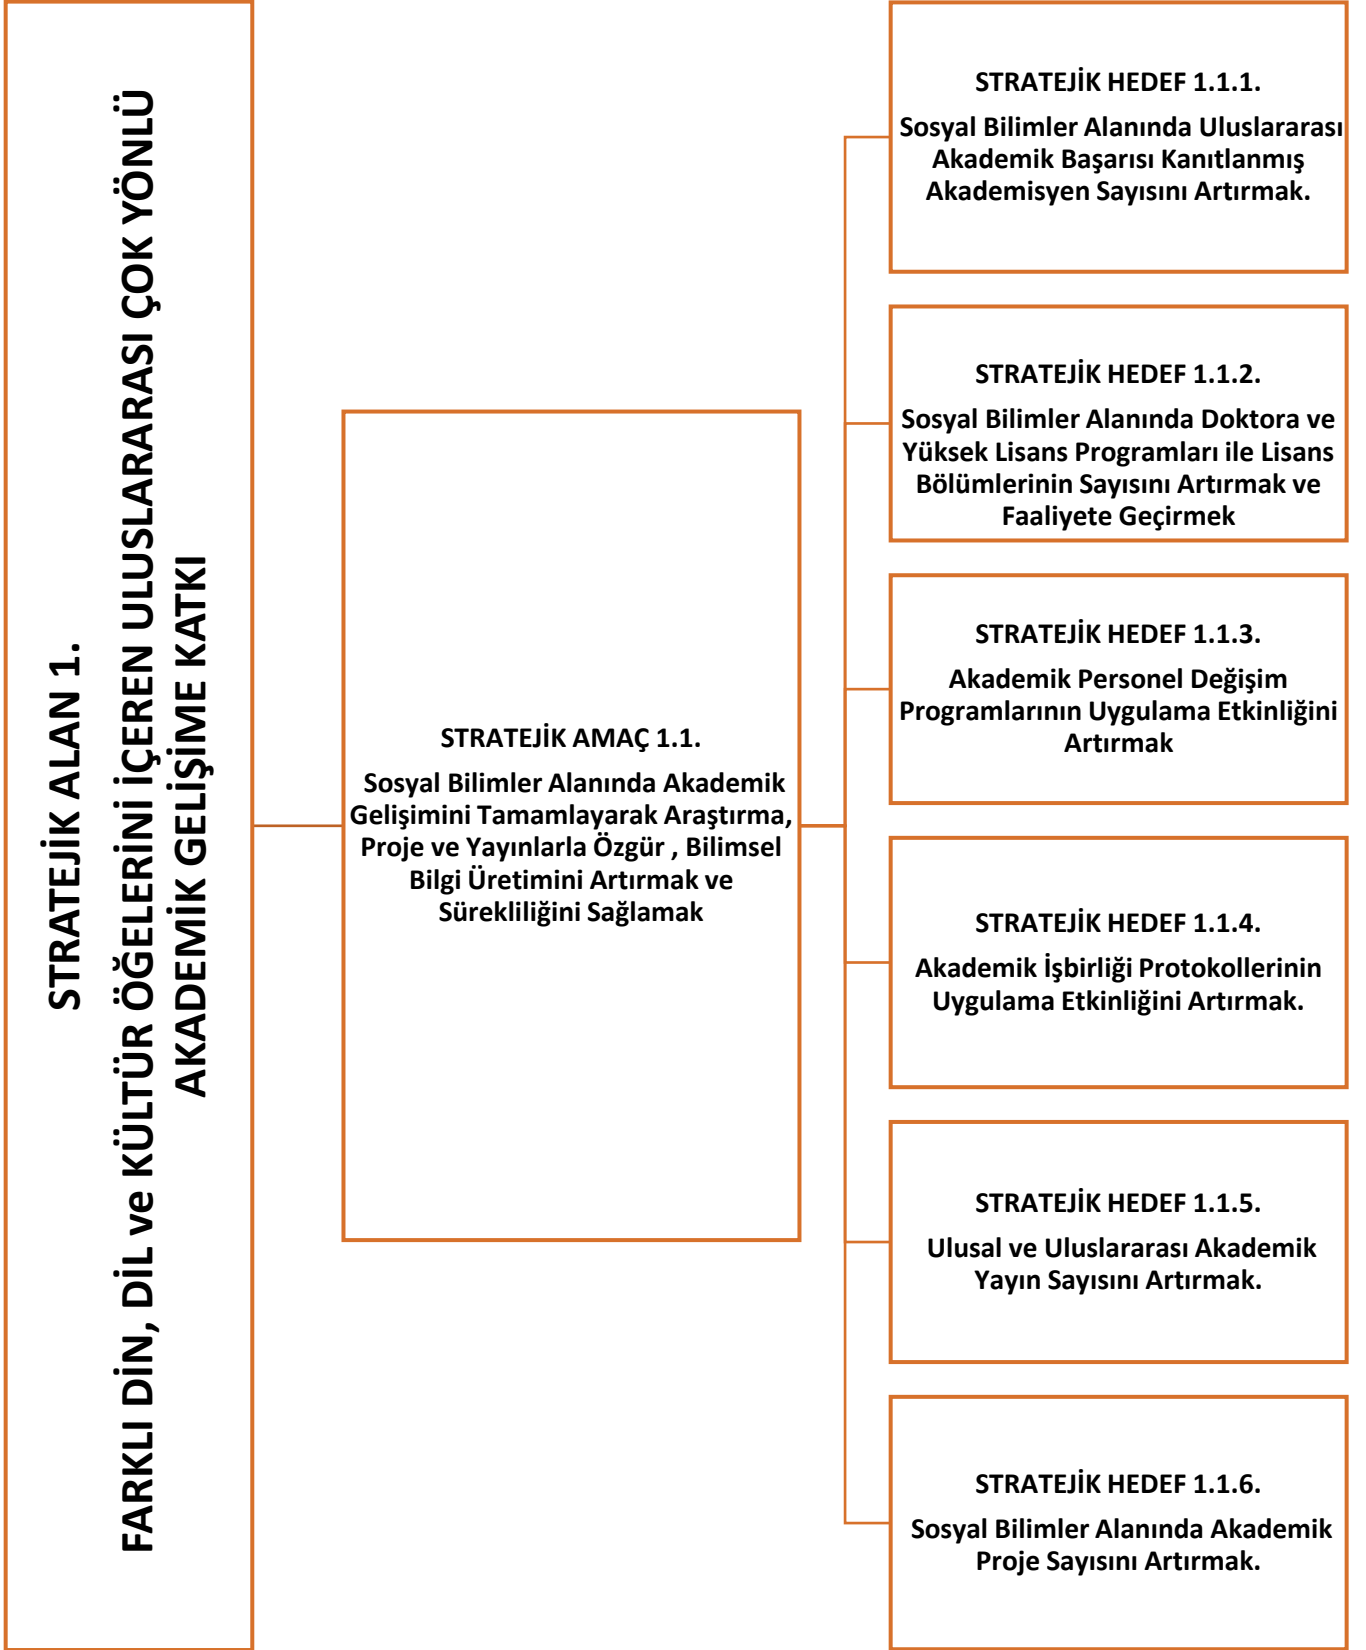 STRATEJİK ALAN 1.
FARKLI DİN, DİL ve KÜLTÜR ÖĞELERİNİ İÇEREN ULUSLARARASI ÇOK YÖNLÜ
AKADEMİK GELİŞİME KATKI
STRATEJİK AMAÇ 1.1.
Sosyal Bilimler Alanında Akademik
Gelişimini Tamamlayarak Araştırma,
Proje ve Yayınlarla Özgür , Bilimsel
Bilgi Üretimini Artırmak ve
Sürekliliğini Sağlamak
STRATEJİK HEDEF 1.1.1.
Sosyal Bilimler Alanında Uluslararası
Akademik Başarısı Kanıtlanmış
Akademisyen Sayısını Artırmak.
STRATEJİK HEDEF 1.1.2.
Sosyal Bilimler Alanında Doktora ve
Yüksek Lisans Programları ile Lisans
Bölümlerinin Sayısını Artırmak ve
Faaliyete Geçirmek
STRATEJİK HEDEF 1.1.3.
Akademik Personel Değişim
Programlarının Uygulama Etkinliğini
Artırmak
STRATEJİK HEDEF 1.1.4.
Akademik İşbirliği Protokollerinin
Uygulama Etkinliğini Artırmak.
STRATEJİK HEDEF 1.1.5.
Ulusal ve Uluslararası Akademik
Yayın Sayısını Artırmak.
STRATEJİK HEDEF 1.1.6.
Sosyal Bilimler Alanında Akademik
Proje Sayısını Artırmak.